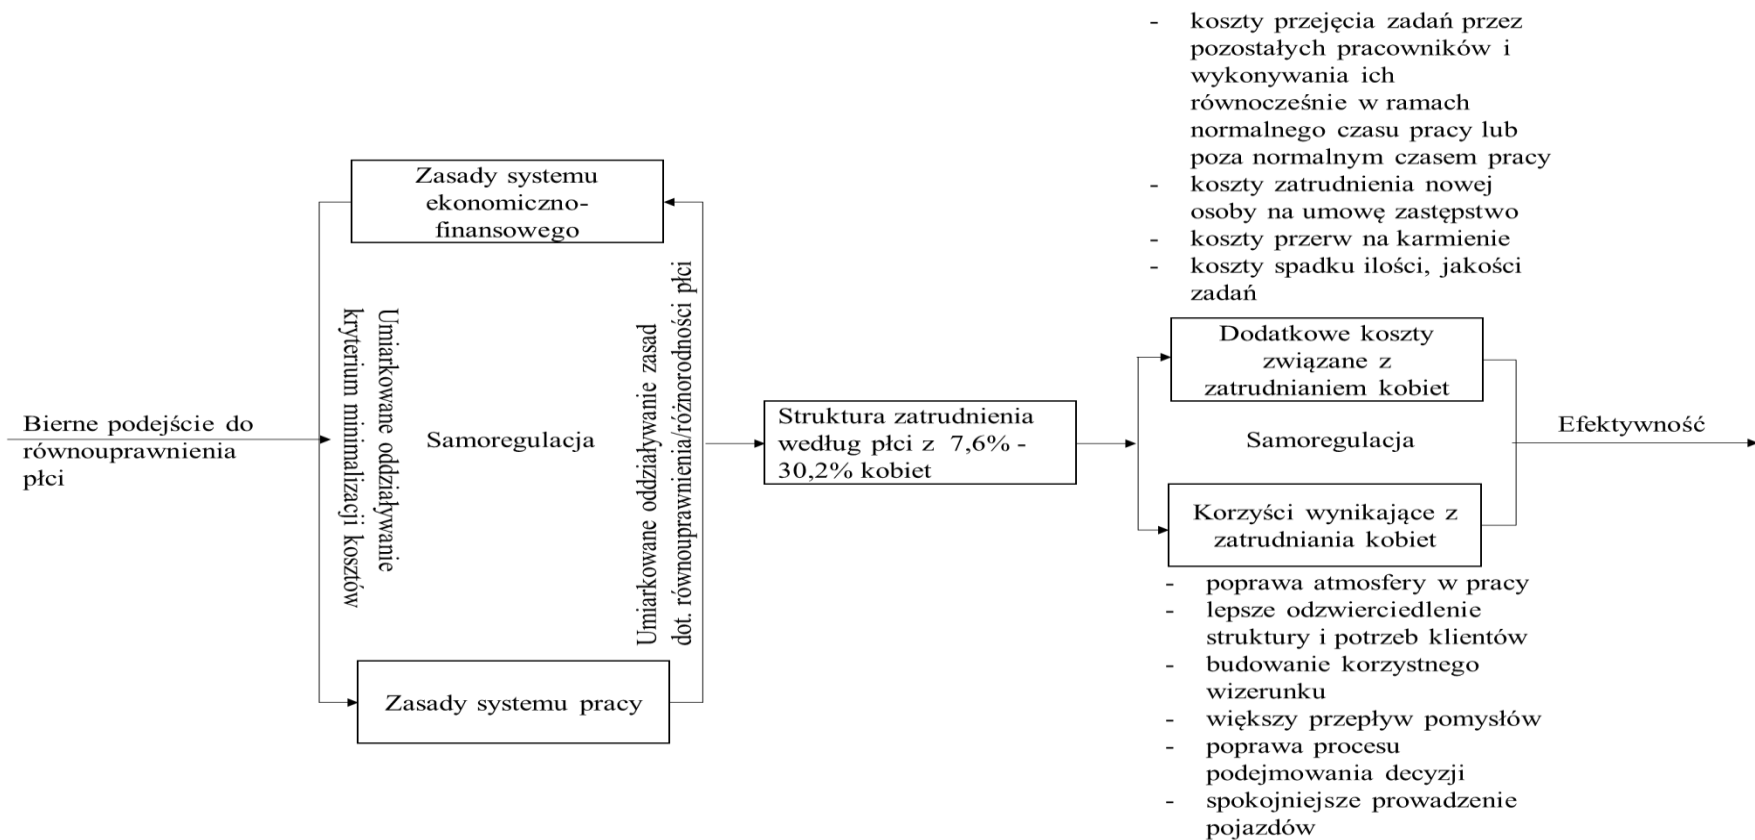 Bierne podejście do
równouprawnienia
płci
Zasady systemu
ekonomiczno-
finansowego
Umiarkowane oddziaływanie
kryterium minimalizacji kosztów
Samoregulacja
Umiarkowane oddziaływanie zasad
dot. równouprawnienia/różnorodności płci
Zasady systemu pracy
Struktura zatrudnienia
według płci z 7,6% -
30,2% kobiet
- koszty przejęcia zadań przez
pozostałych pracowników i
wykonywania ich
równocześnie w ramach
normalnego czasu pracy lub
poza normalnym czasem pracy
- koszty zatrudnienia nowej
osoby na umowę zastępstwo
- koszty przerw na karmienie
- koszty spadku ilości, jakości
zadań
Dodatkowe koszty
związane z
zatrudnianiem kobiet
Samoregulacja
Korzyści wynikające z
zatrudniania kobiet
- poprawa atmosfery w pracy
- lepsze odzwierciedlenie
struktury i potrzeb klientów
- budowanie korzystnego
wizerunku
- większy przepływ pomysłów
- poprawa procesu
podejmowania decyzji
- spokojniejsze prowadzenie
pojazdów
Efektywność